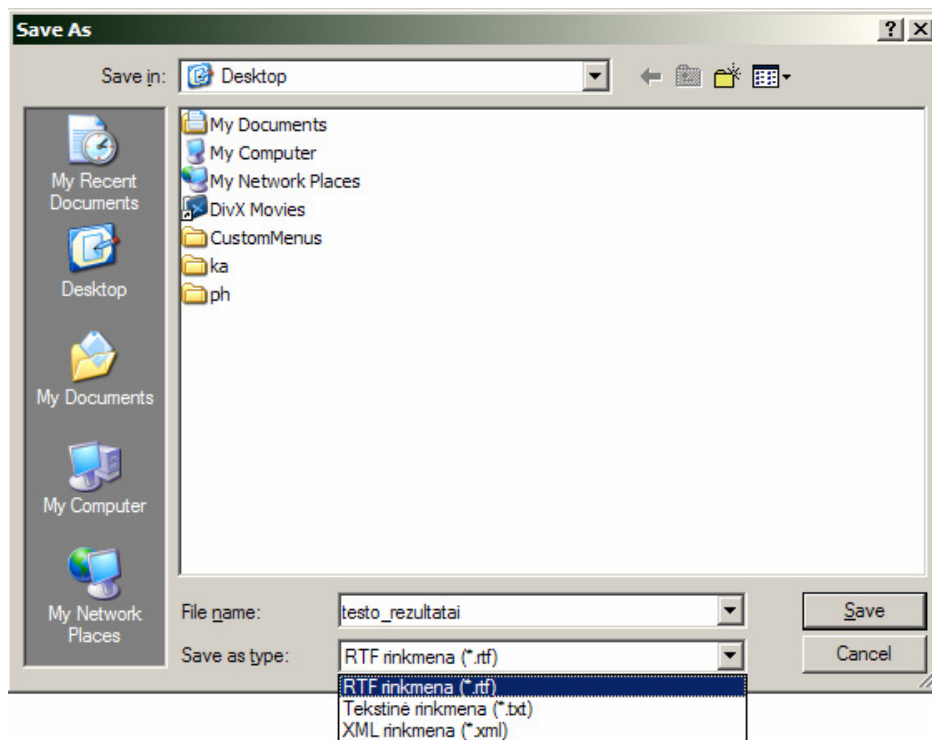 Save As
Save in:
Desktop
My Recent
Documents
Desktop
My Documents
My Computer
My Network
Places
My Documents
My Computer
My Network Places
DivX Movies
CustomMenus
ka
ph
File name:
testo_rezultatai
Save
Save as type:
RTF rinkmena (*.rtf)
Cancel
RTF rinkmena (*.rtf)
Tekstinė rinkmena (*.txt)
XML rinkmena (*.xml)